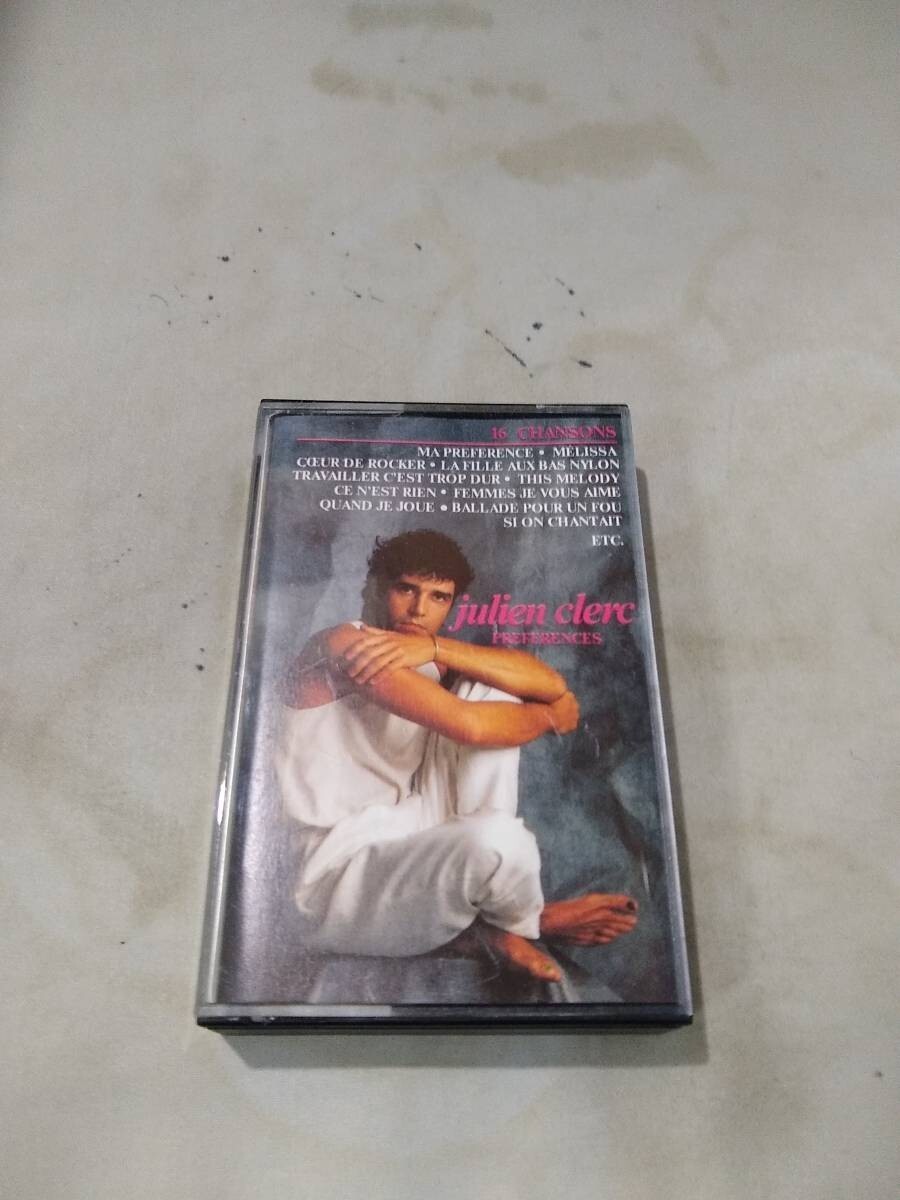 16 CHANSONS
MA PREFERENCE • MÉLISSA
CŒUR DE ROCKER • LA FILLE AUX BAS NYLON
TRAVAILLER C'EST TROP DUR • THIS MELODY
CE N'EST RIEN • FEMMES JE VOUS AIME
QUAND JE JOUE • BALLADE POUR UN FOU
SI ON CHANTAIT
ETC.
julien clerc
PREFERENCES